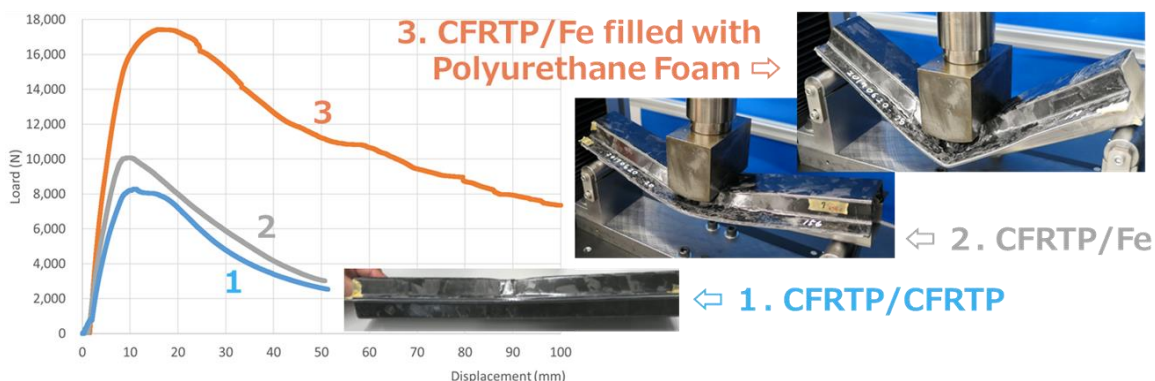 18,000
16,000
14,000
12,000
10,000
8,000
6,000
4,000
2,000
0
Loard (N)
0 10 20 30 40 50 60 70 80 90 100
Displacement (mm)
3
2
1
3. CFRTP/Fe filled with
Polyurethane Foam ⇨
⇦ 2. CFRTP/Fe
⇦ 1. CFRTP/CFRTP